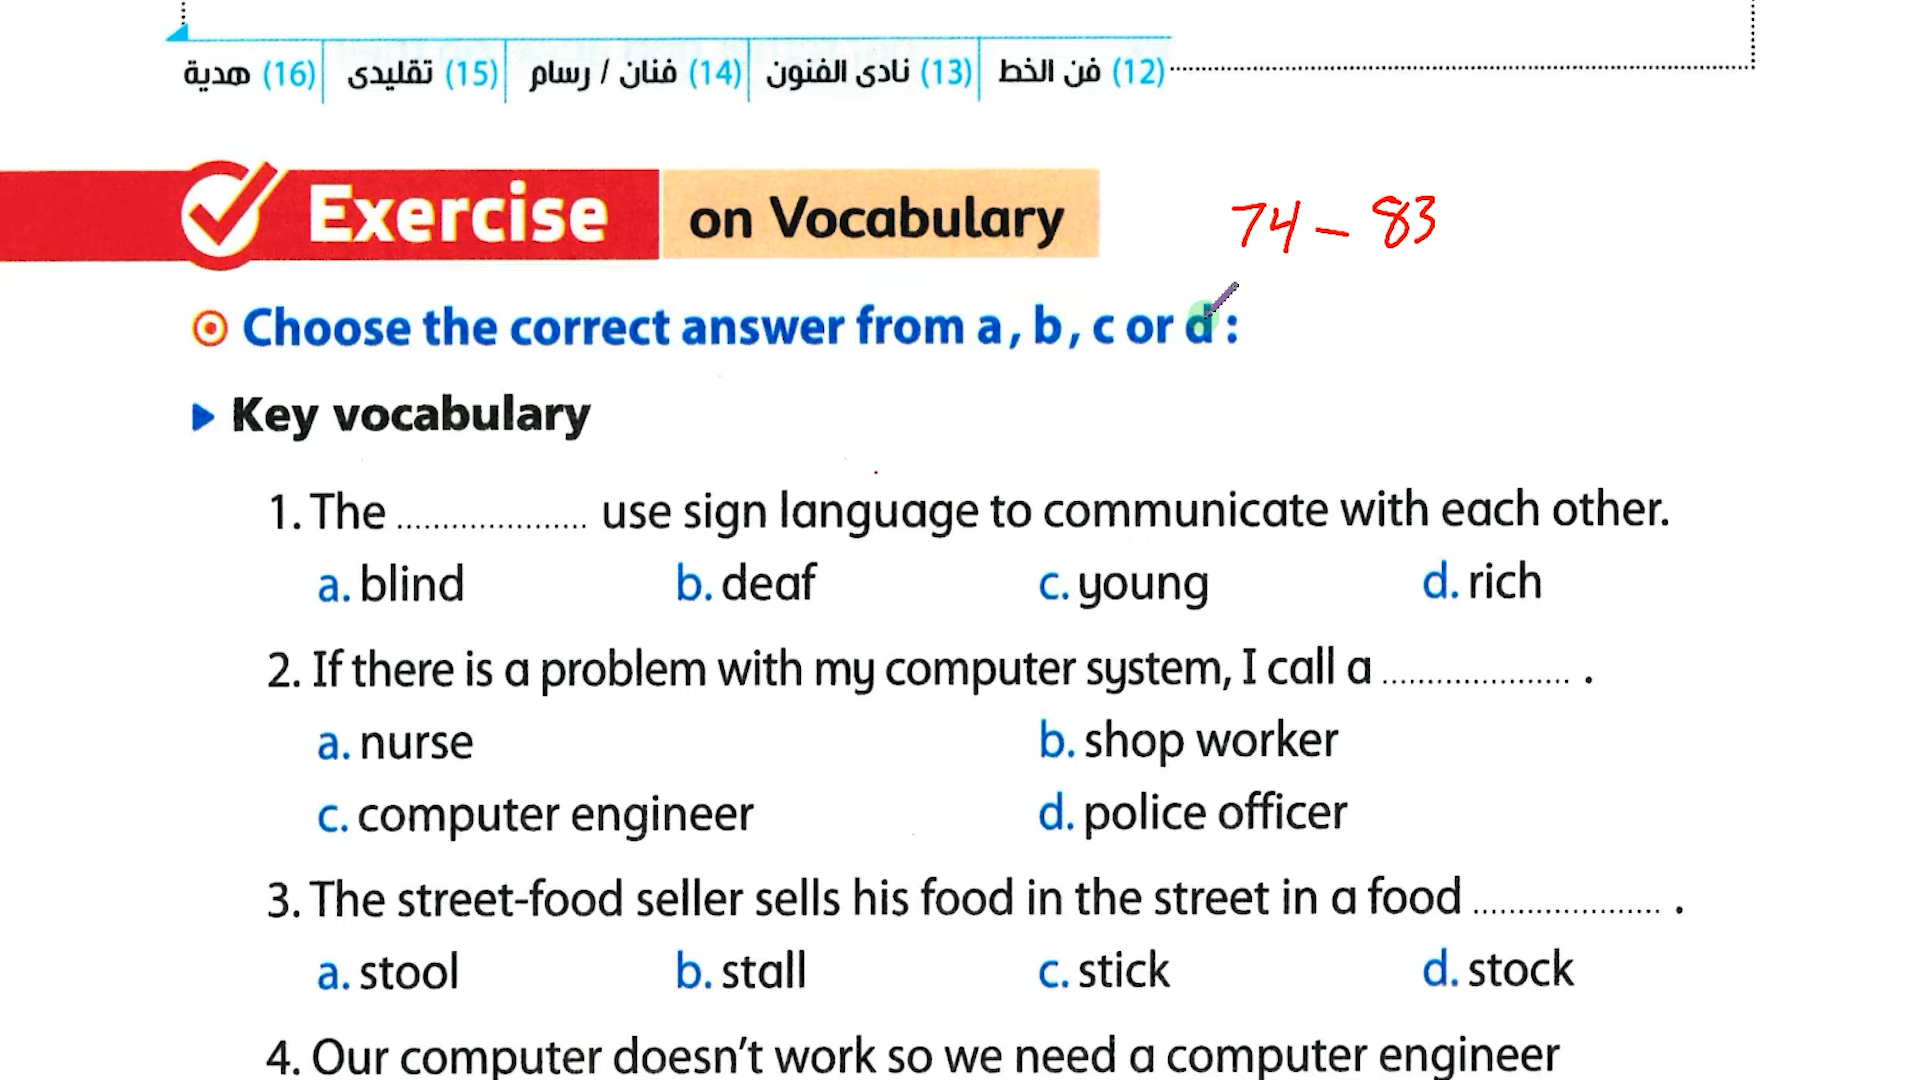 (12) فن الخط (13) نادى الفنون (14) فنان / رسام (15) تقليدى (16) هدية
Exercise on Vocabulary 74 - 83
Choose the correct answer from a, b, c or d :
Key vocabulary
1. The ..................... use sign language to communicate with each other.
a. blind b. deaf c. young d. rich
2. If there is a problem with my computer system, I call a ..................... .
a. nurse b. shop worker
c. computer engineer d. police officer
3. The street-food seller sells his food in the street in a food ..................... .
a. stool b. stall c. stick d. stock
4. Our computer doesn't work so we need a computer engineer